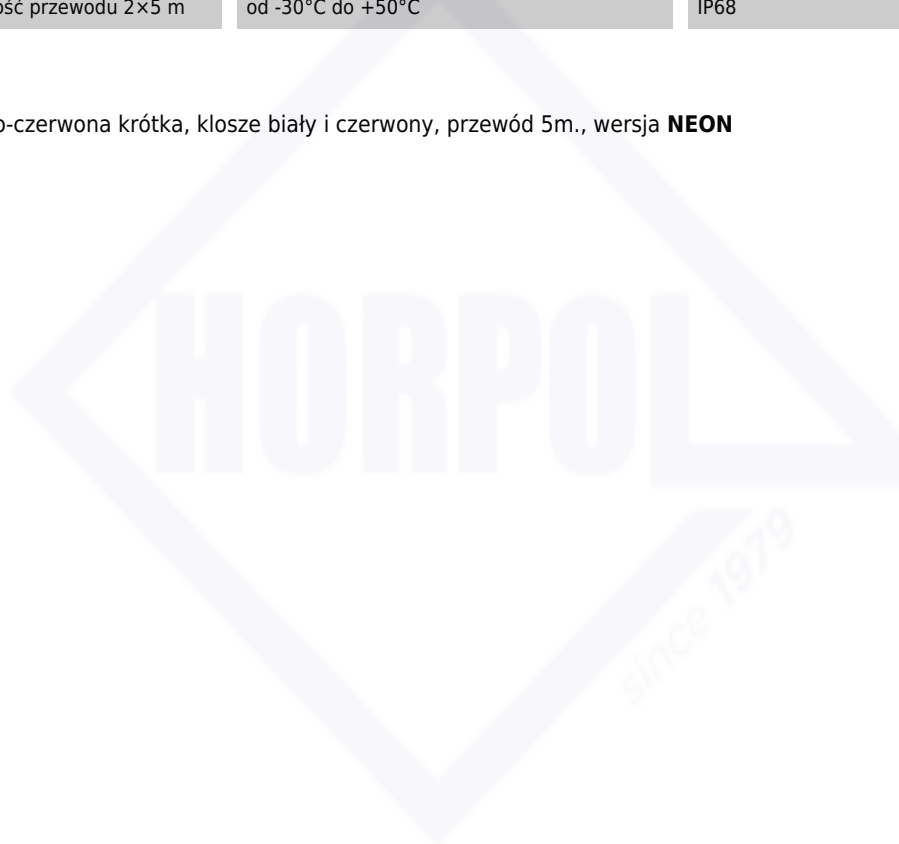 ość przewodu 2×5 m od -30°C do +50°C IP68
o-czerwona krótka, klosze biały i czerwony, przewód 5m., wersja NEON
HORPOL
since 1979